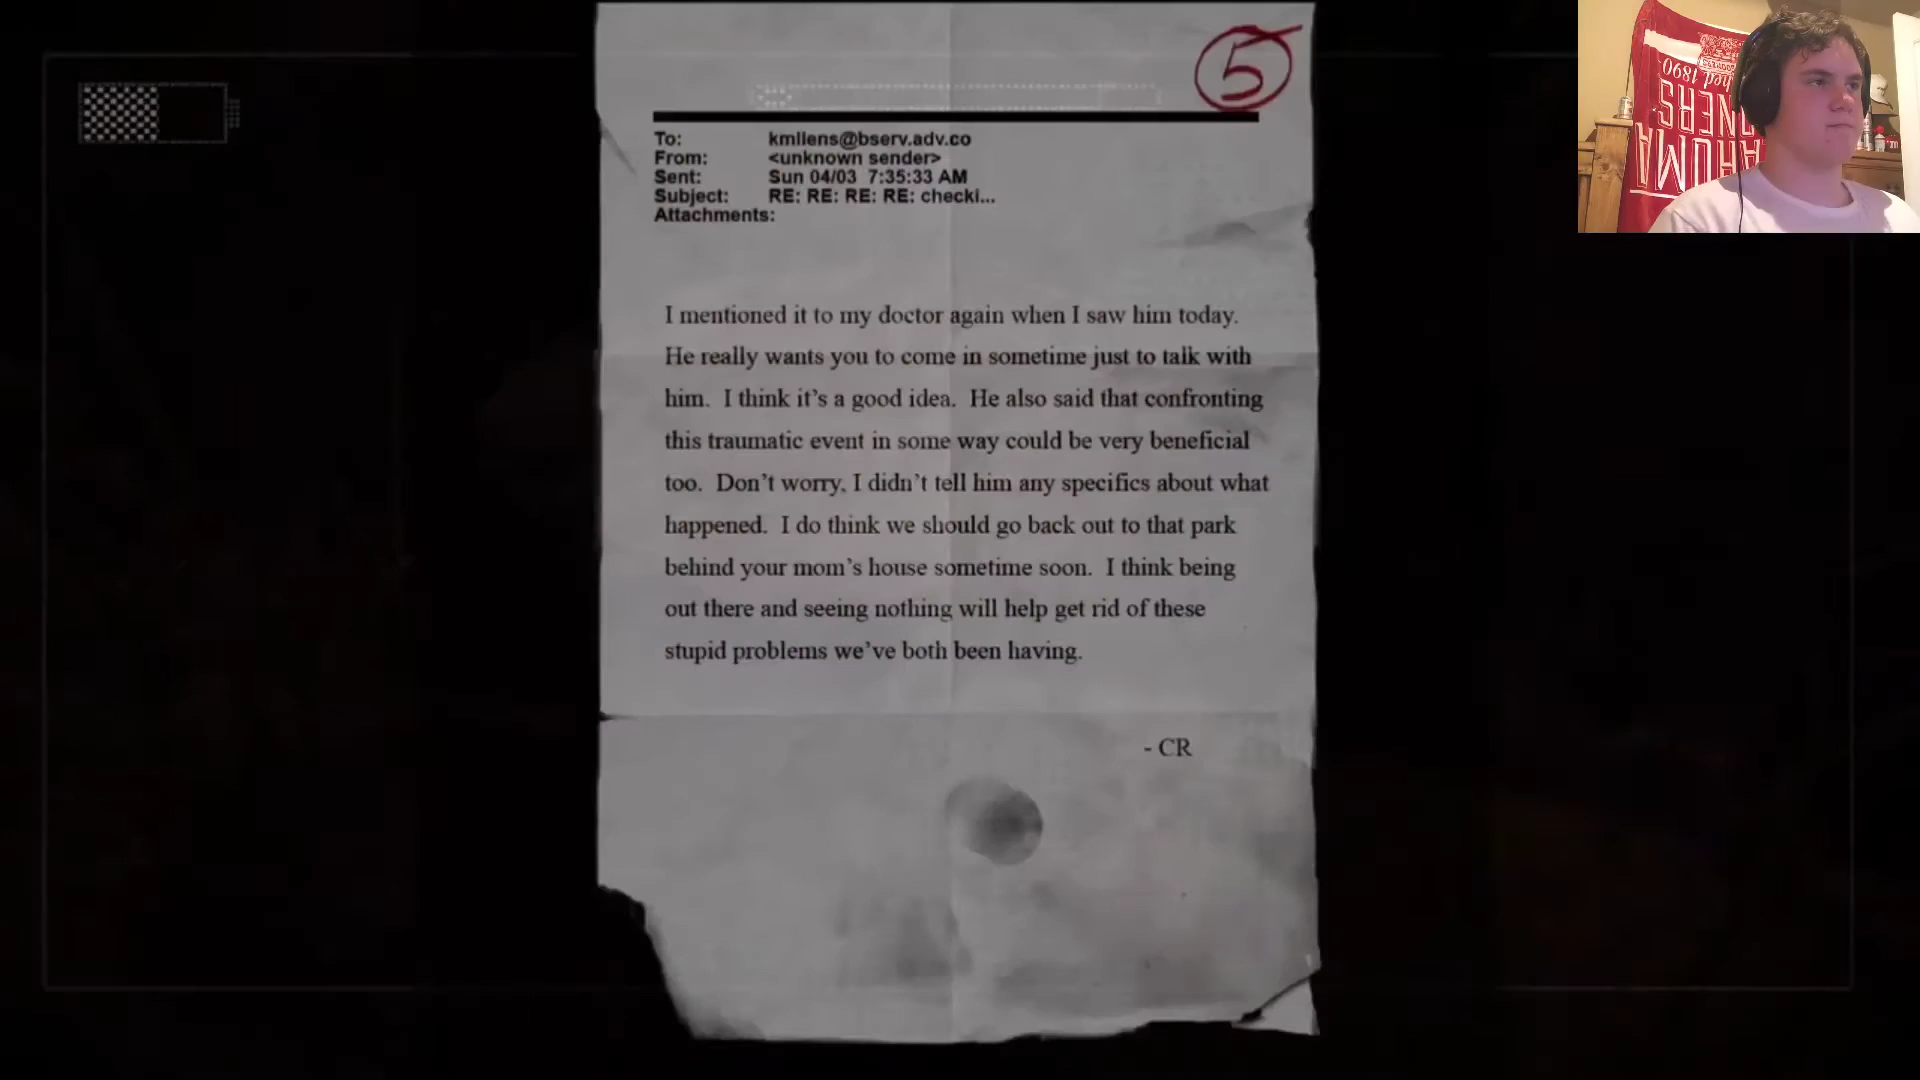 5
To: kmllens@bserv.adv.co
From: <unknown sender>
Sent: Sun 04/03 7:35:33 AM
Subject: RE: RE: RE: RE: checki...
Attachments:
I mentioned it to my doctor again when I saw him today.
He really wants you to come in sometime just to talk with
him. I think it's a good idea. He also said that confronting
this traumatic event in some way could be very beneficial
too. Don't worry, I didn't tell him any specifics about what
happened. I do think we should go back out to that park
behind your mom's house sometime soon. I think being
out there and seeing nothing will help get rid of these
stupid problems we've both been having.
- CR
1890